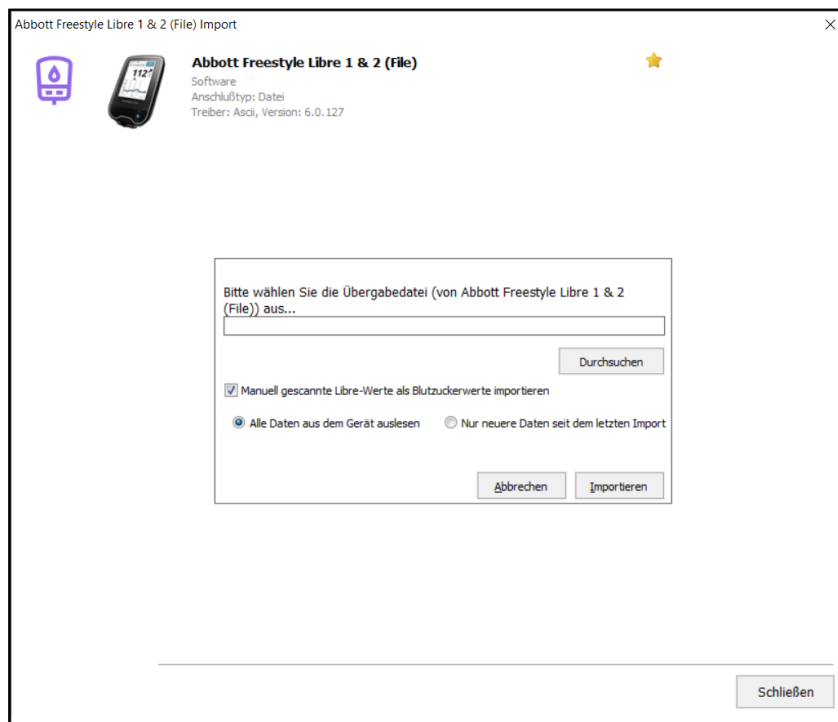 Abbott Freestyle Libre 1 & 2 (File) Import
Abbott Freestyle Libre 1 & 2 (File)
Software
Anschlußtyp: Datei
Treiber: Ascii, Version: 6.0.127
112
Bitte wählen Sie die Übergabedatei (von Abbott Freestyle Libre 1 & 2
(File)) aus...
Durchsuchen
Manuell gescannte Libre-Werte als Blutzuckerwerte importieren
Alle Daten aus dem Gerät auslesen Nur neuere Daten seit dem letzten Import
Abbrechen Importieren
Schließen